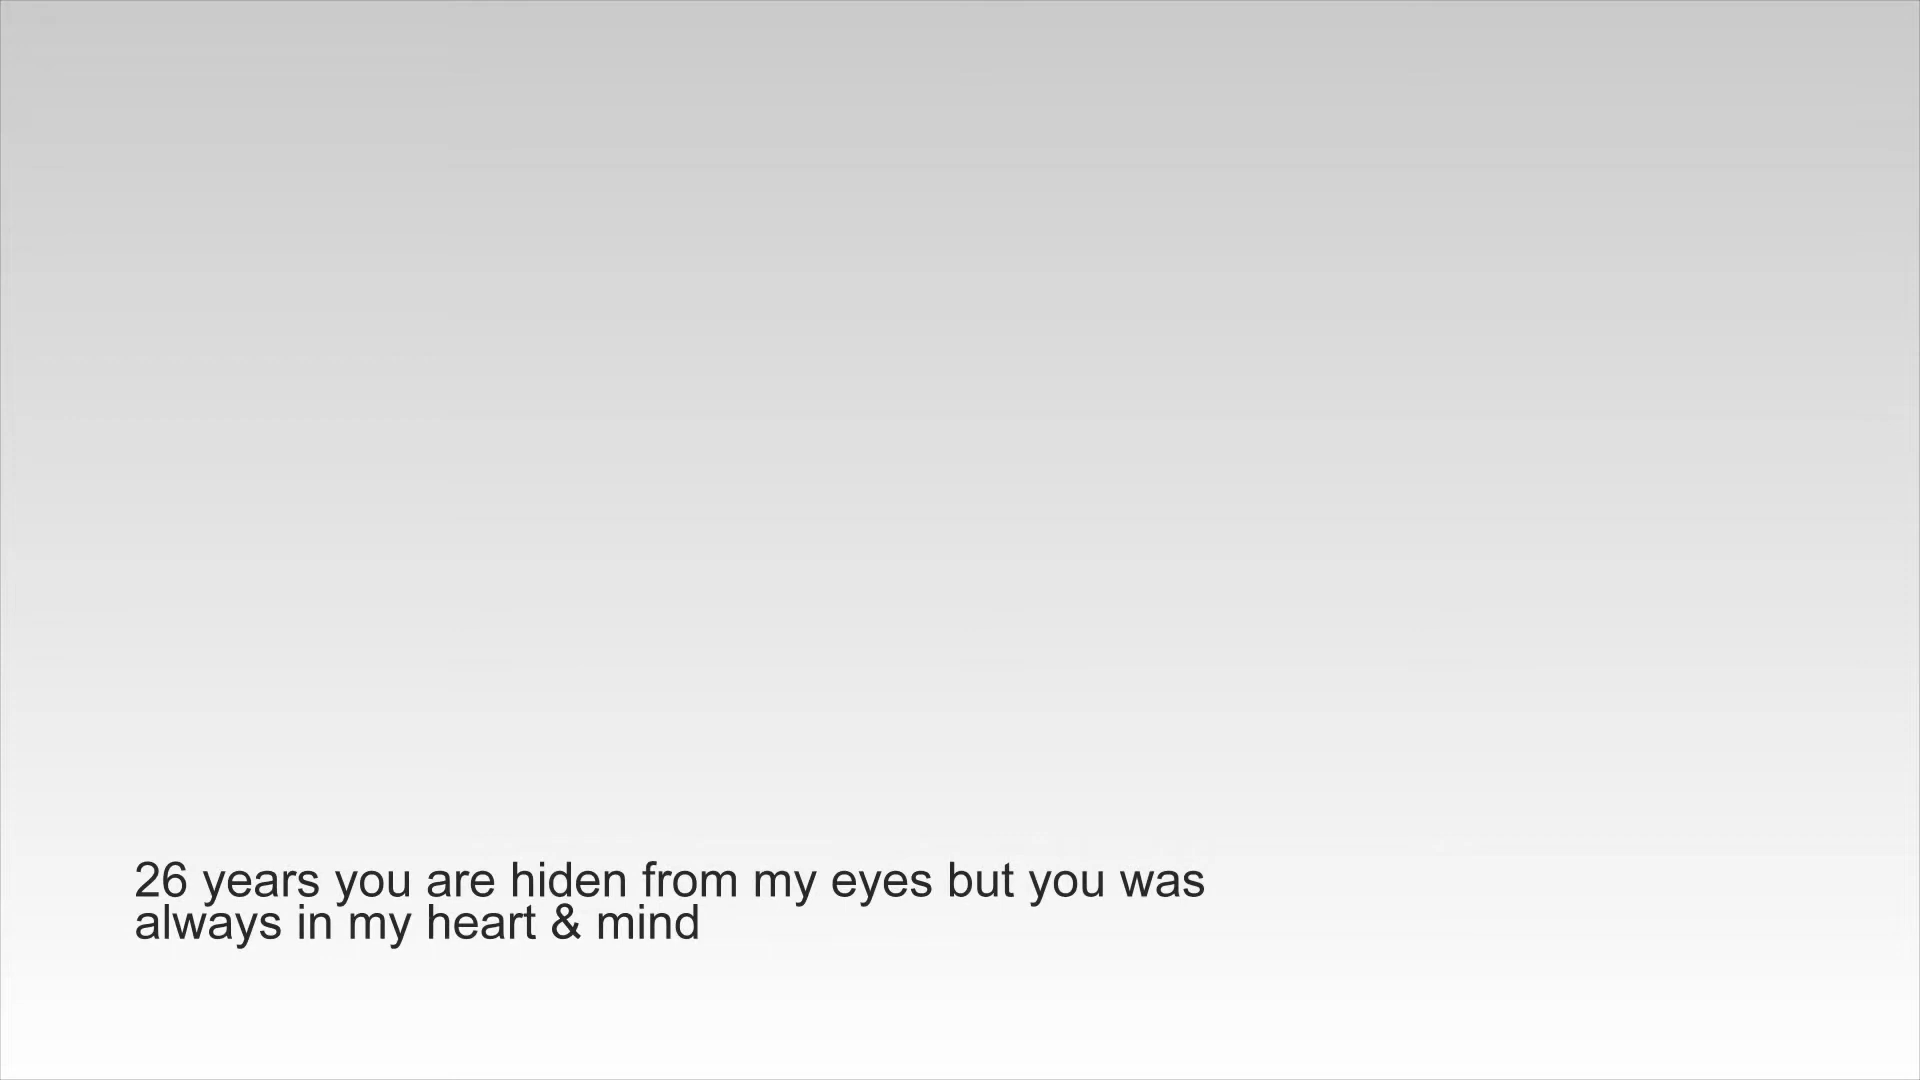 26 years you are hiden from my eyes but you was
always in my heart & mind